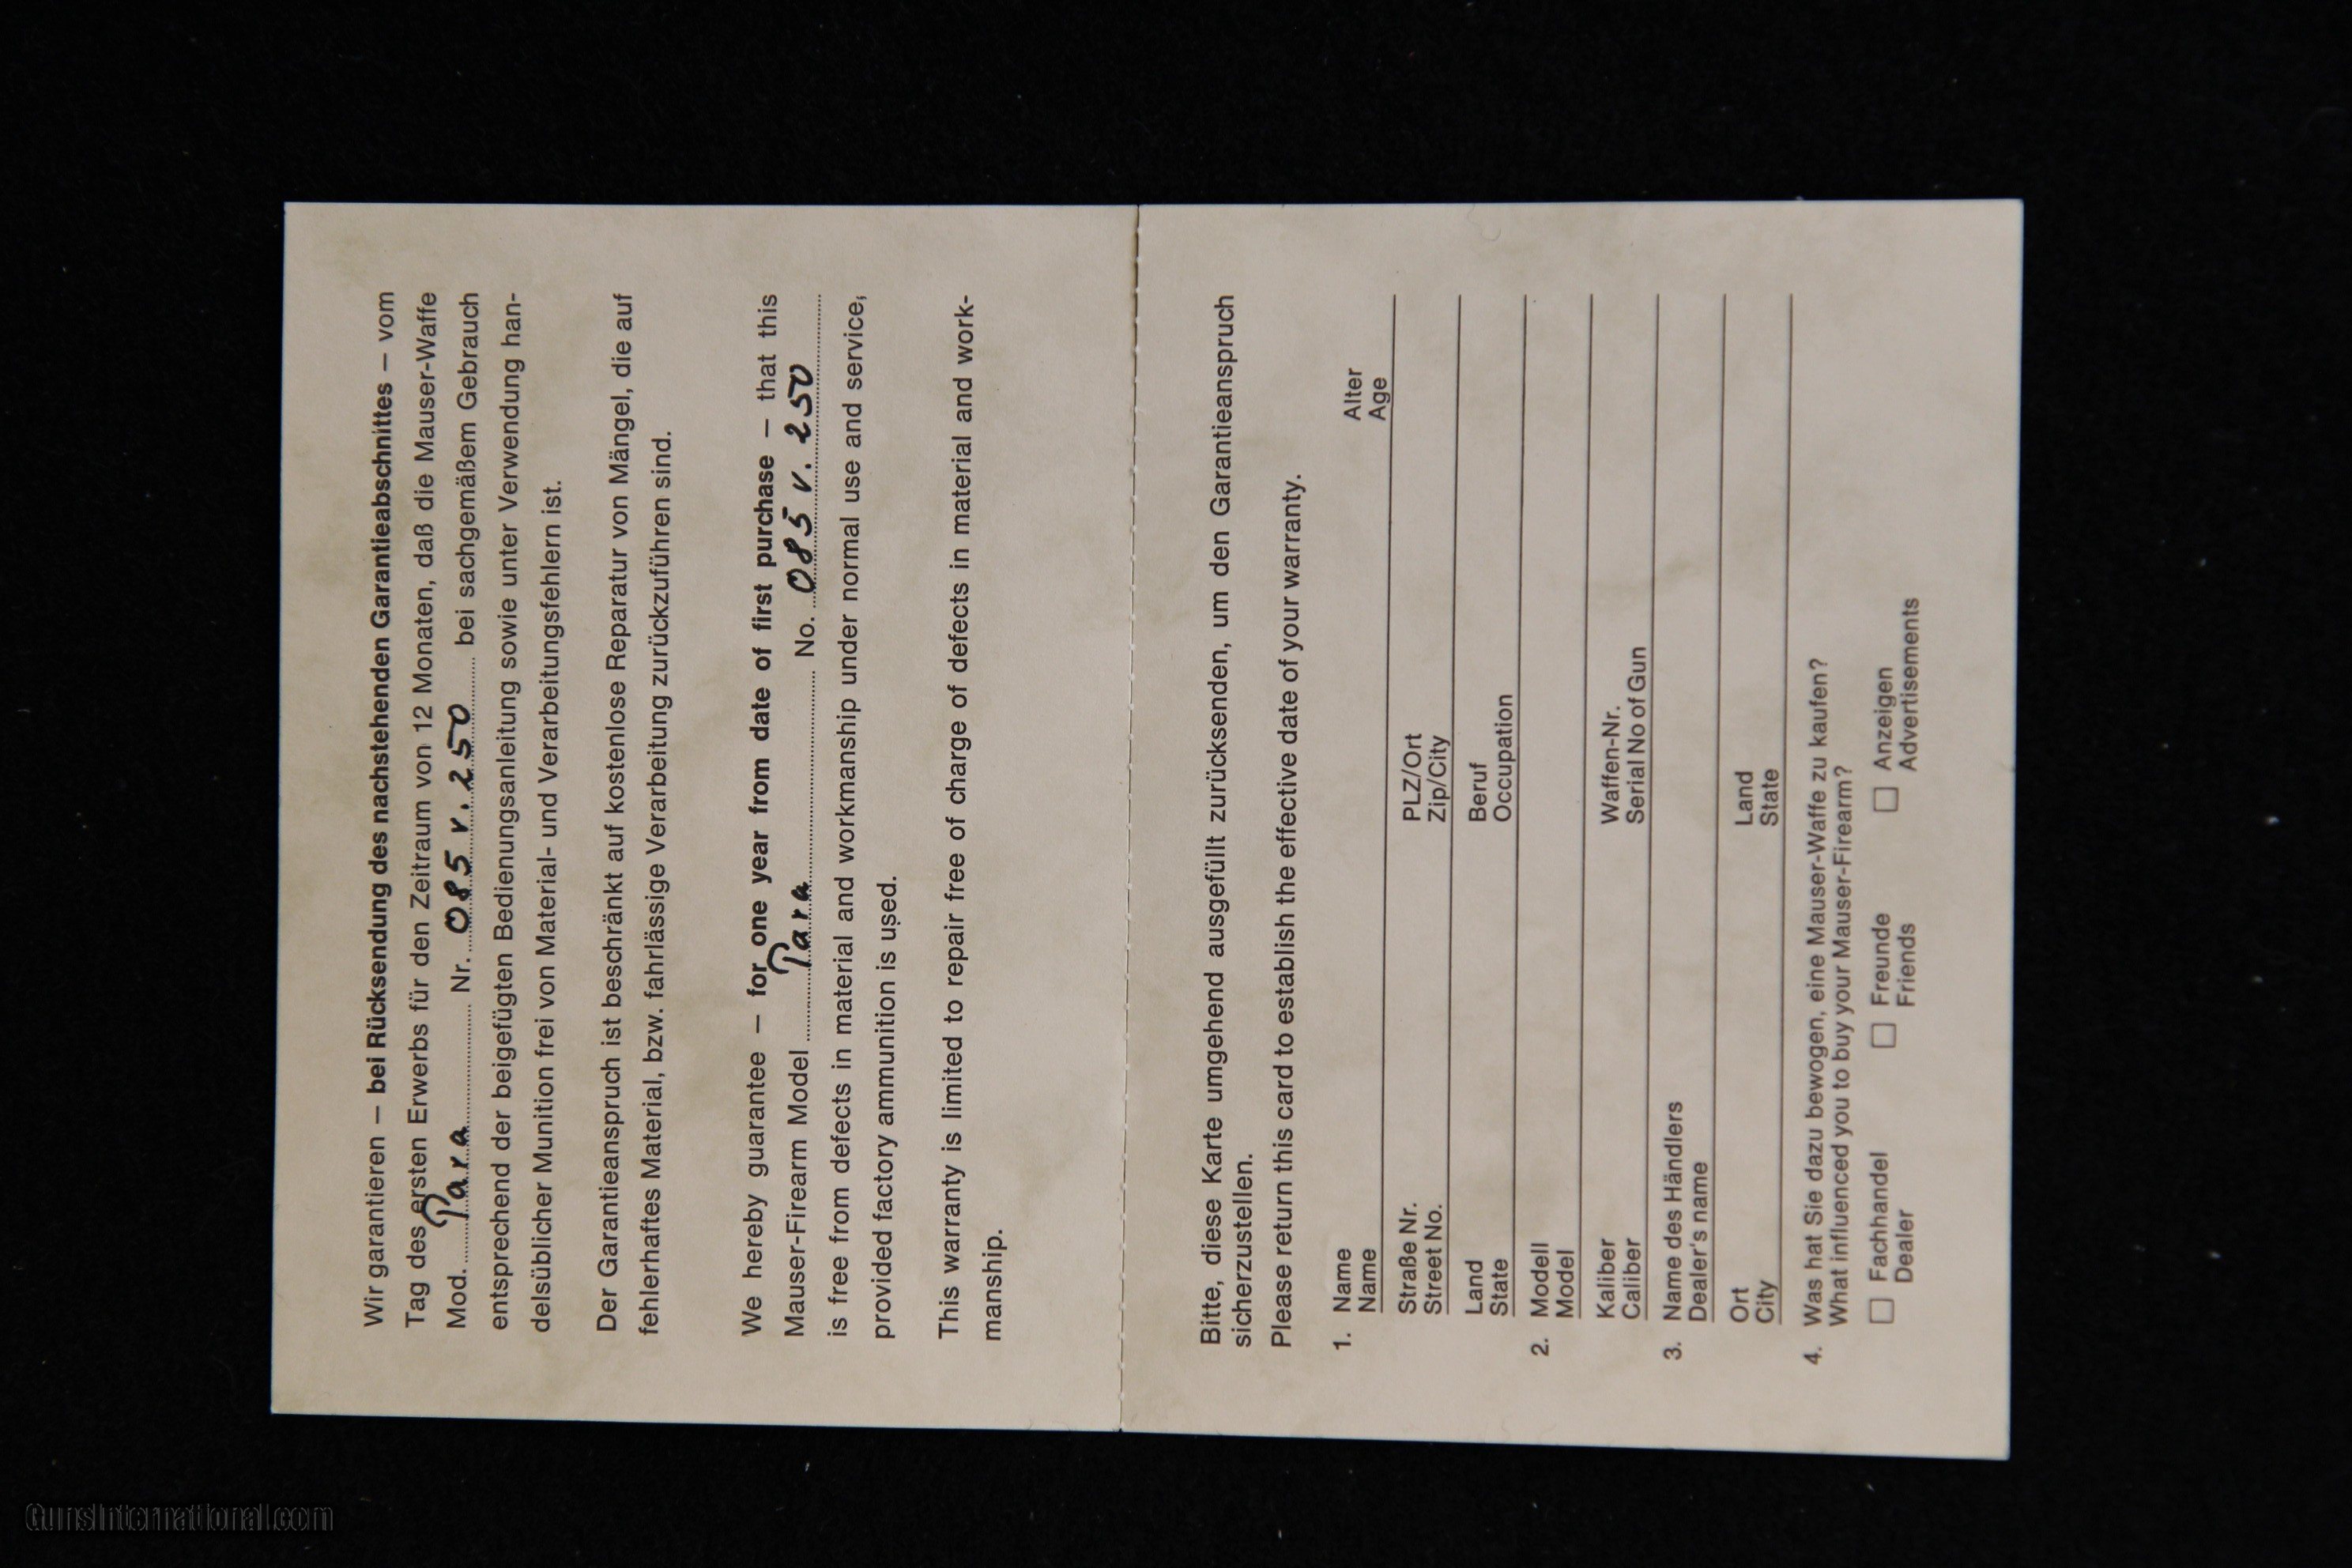 Wir garantieren – bei Rücksendung des nachstehenden Garantieabschnittes – vom
Tag des ersten Erwerbs für den Zeitraum von 12 Monaten, daß die Mauser-Waffe
Mod. Para Nr. 085 v. 250 bei sachgemäßem Gebrauch
entsprechend der beigefügten Bedienungsanleitung sowie unter Verwendung han-
delsüblicher Munition frei von Material- und Verarbeitungsfehlern ist.
Der Garantieanspruch ist beschränkt auf kostenlose Reparatur von Mängel, die auf
fehlerhaftes Material, bzw. fahrlässige Verarbeitung zurückzuführen sind.
We hereby guarantee – for one year from date of first purchase – that this
Mauser-Firearm Model Para No. 085 v. 250
is free from defects in material and workmanship under normal use and service,
provided factory ammunition is used.
This warranty is limited to repair free of charge of defects in material and work-
manship.
Bitte, diese Karte umgehend ausgefüllt zurücksenden, um den Garantieanspruch
sicherzustellen.
Please return this card to establish the effective date of your warranty.
1. Name Alter
Name Age
Straße Nr. PLZ/Ort
Street No. Zip/City
Land Beruf
State Occupation
2. Modell
Model
Kaliber Waffen-Nr.
Caliber Serial No of Gun
3. Name des Händlers
Dealer's name
Ort Land
City State
4. Was hat Sie dazu bewogen, eine Mauser-Waffe zu kaufen?
What influenced you to buy your Mauser-Firearm?
Fachhandel Freunde Anzeigen
Dealer Friends Advertisements
GunsInternational.com